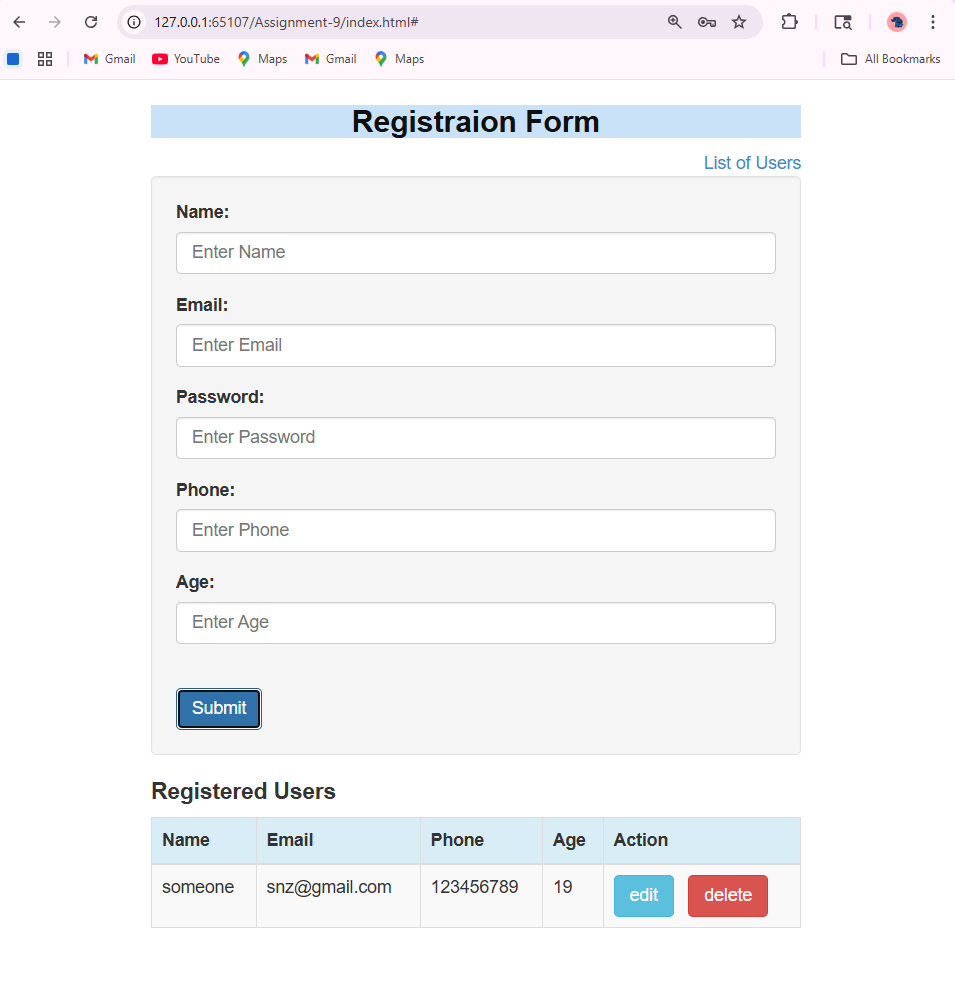 127.0.0.1:65107/Assignment-9/index.html#
Gmail YouTube Maps Gmail Maps All Bookmarks
Registraion Form
List of Users
Name:
Enter Name
Email:
Enter Email
Password:
Enter Password
Phone:
Enter Phone
Age:
Enter Age
Submit
Registered Users
Name Email Phone Age Action
someone snz@gmail.com 123456789 19 edit delete